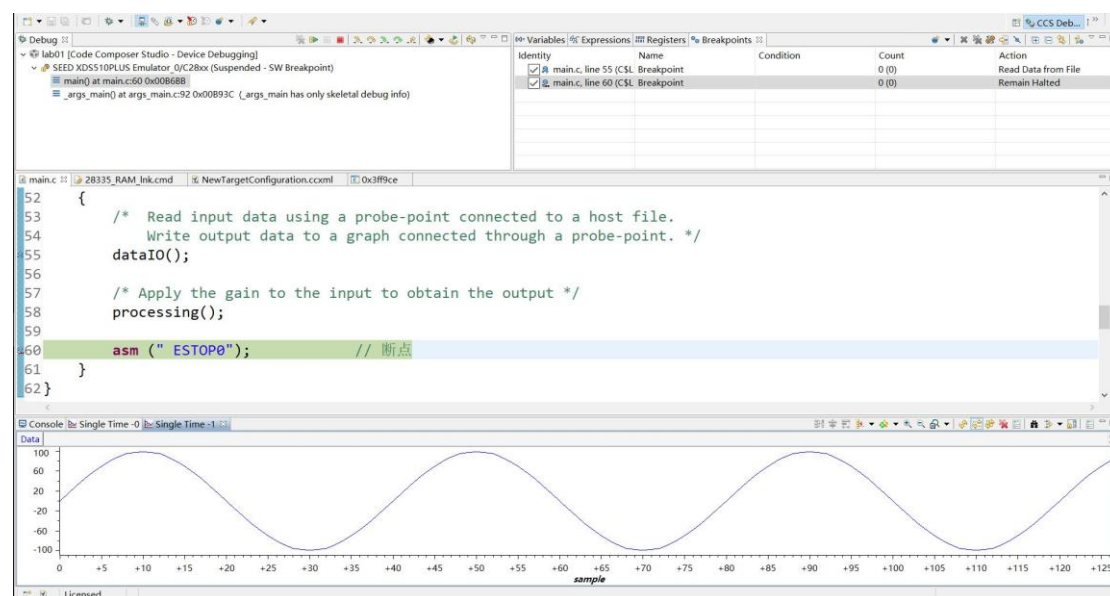 CCS Deb...
Debug
Variables Expressions Registers Breakpoints
lab01 [Code Composer Studio - Device Debugging]
SEED XDS510PLUS Emulator_0/C28xx (Suspended - SW Breakpoint)
main() at main.c:60 0x00B6BB
_args_main() at args_main.c:92 0x00B93C (_args_main has only skeletal debug info)
Identity Name Condition Count Action
main.c, line 55 (C$L Breakpoint 0 (0) Read Data from File
main.c, line 60 (C$L Breakpoint 0 (0) Remain Halted
main.c 28335_RAM_lnk.cmd NewTargetConfiguration.ccxml 0x3ff9ce
52 {
53 /* Read input data using a probe-point connected to a host file.
54 Write output data to a graph connected through a probe-point. */
55 dataIO();
56
57 /* Apply the gain to the input to obtain the output */
58 processing();
59
60 asm (" ESTOP0"); // 断点
61 }
62 }
Console Single Time -0 Single Time -1
Data
100
60
20
-20
-60
-100
0 +5 +10 +15 +20 +25 +30 +35 +40 +45 +50 +55 +60 +65 +70 +75 +80 +85 +90 +95 +100 +105 +110 +115 +120 +125
sample
Licensed